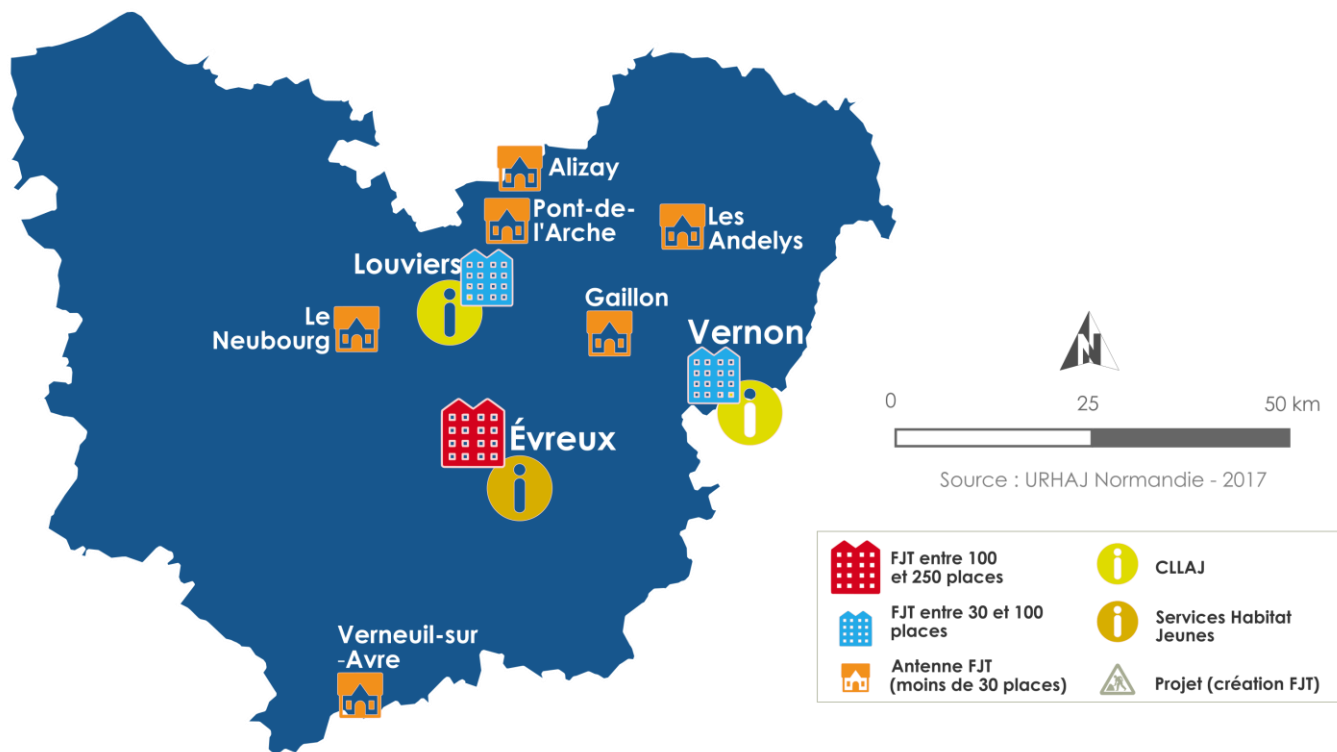 Alizay
Pont-de-
l'Arche
Les
Andelys
Louviers
Gaillon
Le
Neubourg
Vernon
Évreux
Verneuil-sur
-Avre
N
0 25 50 km
Source : URHAJ Normandie - 2017
FJT entre 100
et 250 places
CLLAJ
FJT entre 30 et 100
places
Services Habitat
Jeunes
Antenne FJT
(moins de 30 places)
Projet (création FJT)